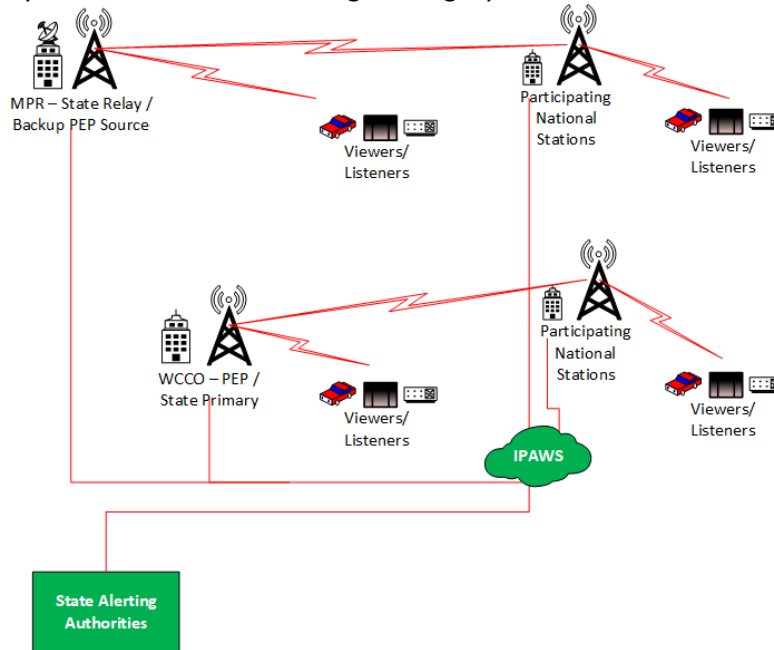 MPR – State Relay /
Backup PEP Source
Participating
National
Stations
Viewers/
Listeners
Viewers/
Listeners
WCCO – PEP /
State Primary
Participating
National
Stations
Viewers/
Listeners
Viewers/
Listeners
IPAWS
State Alerting
Authorities